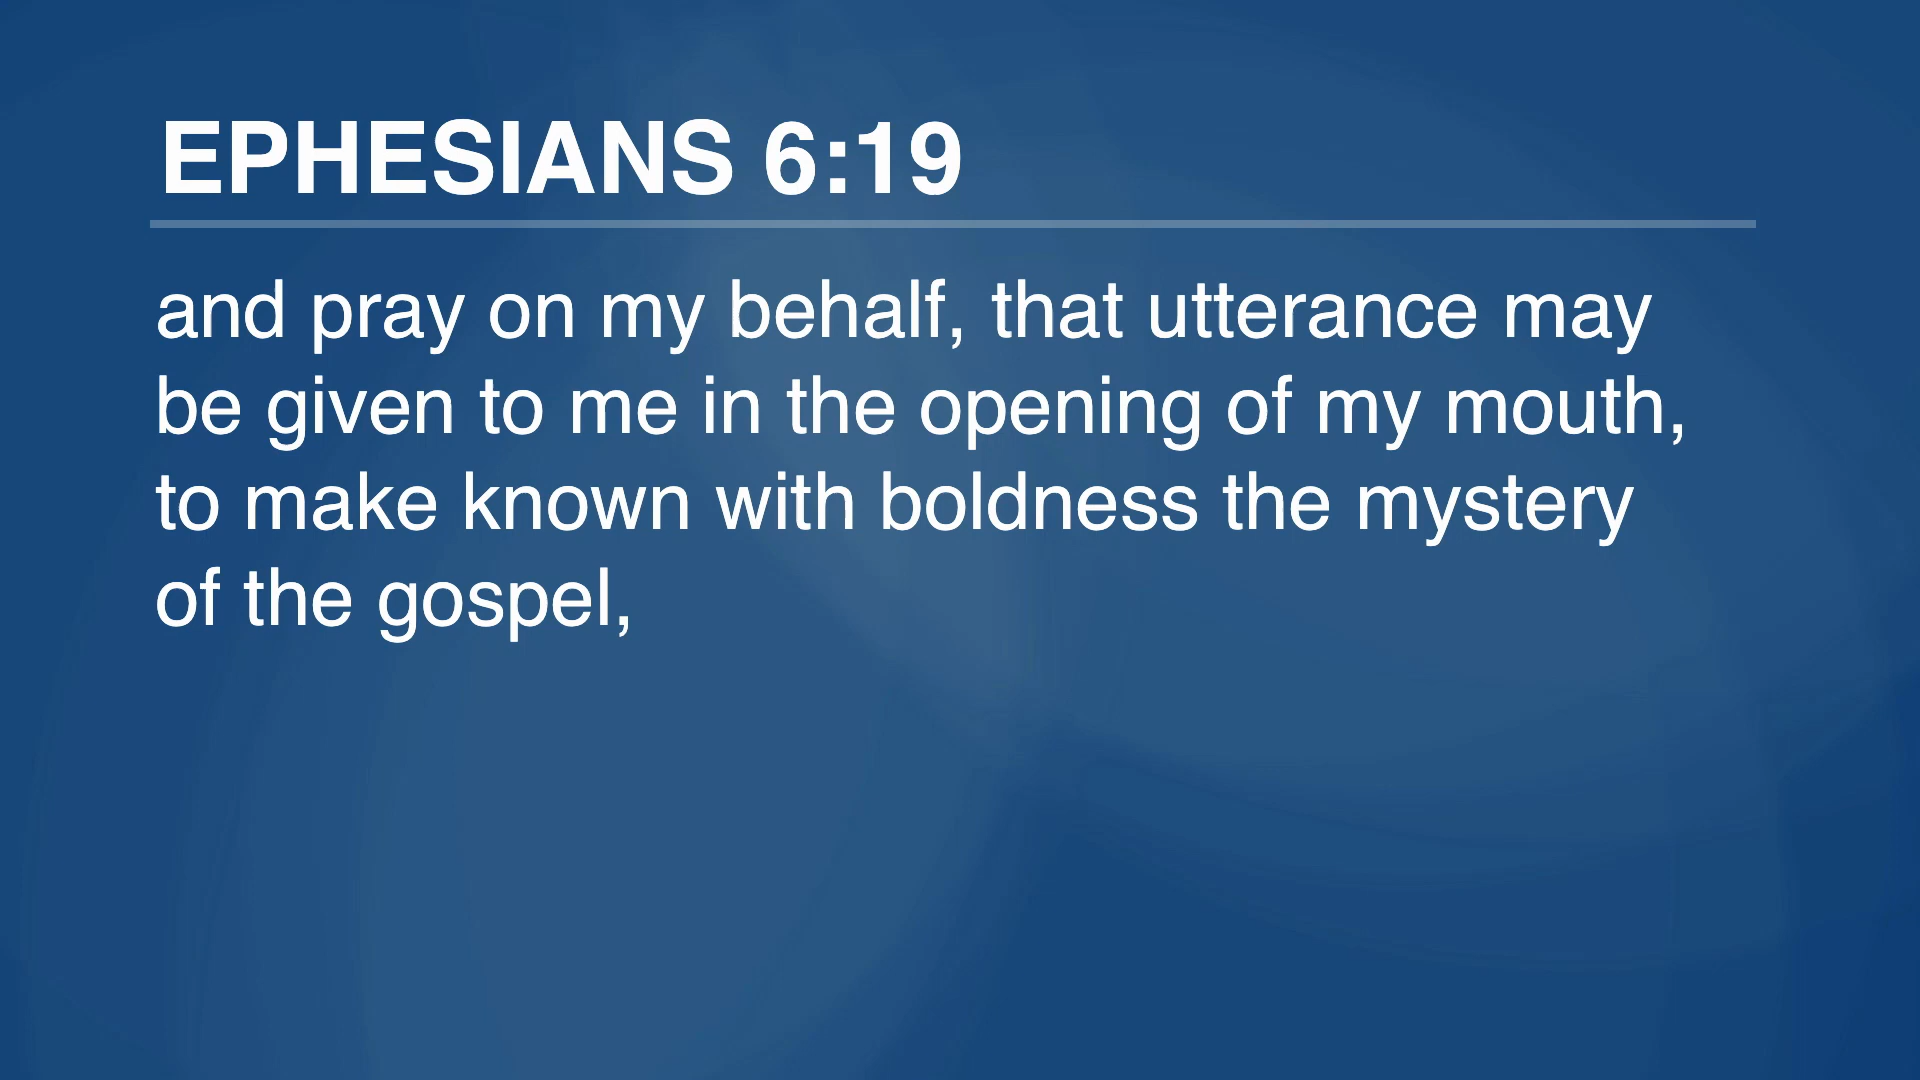 EPHESIANS 6:19
and pray on my behalf, that utterance may
be given to me in the opening of my mouth,
to make known with boldness the mystery
of the gospel,